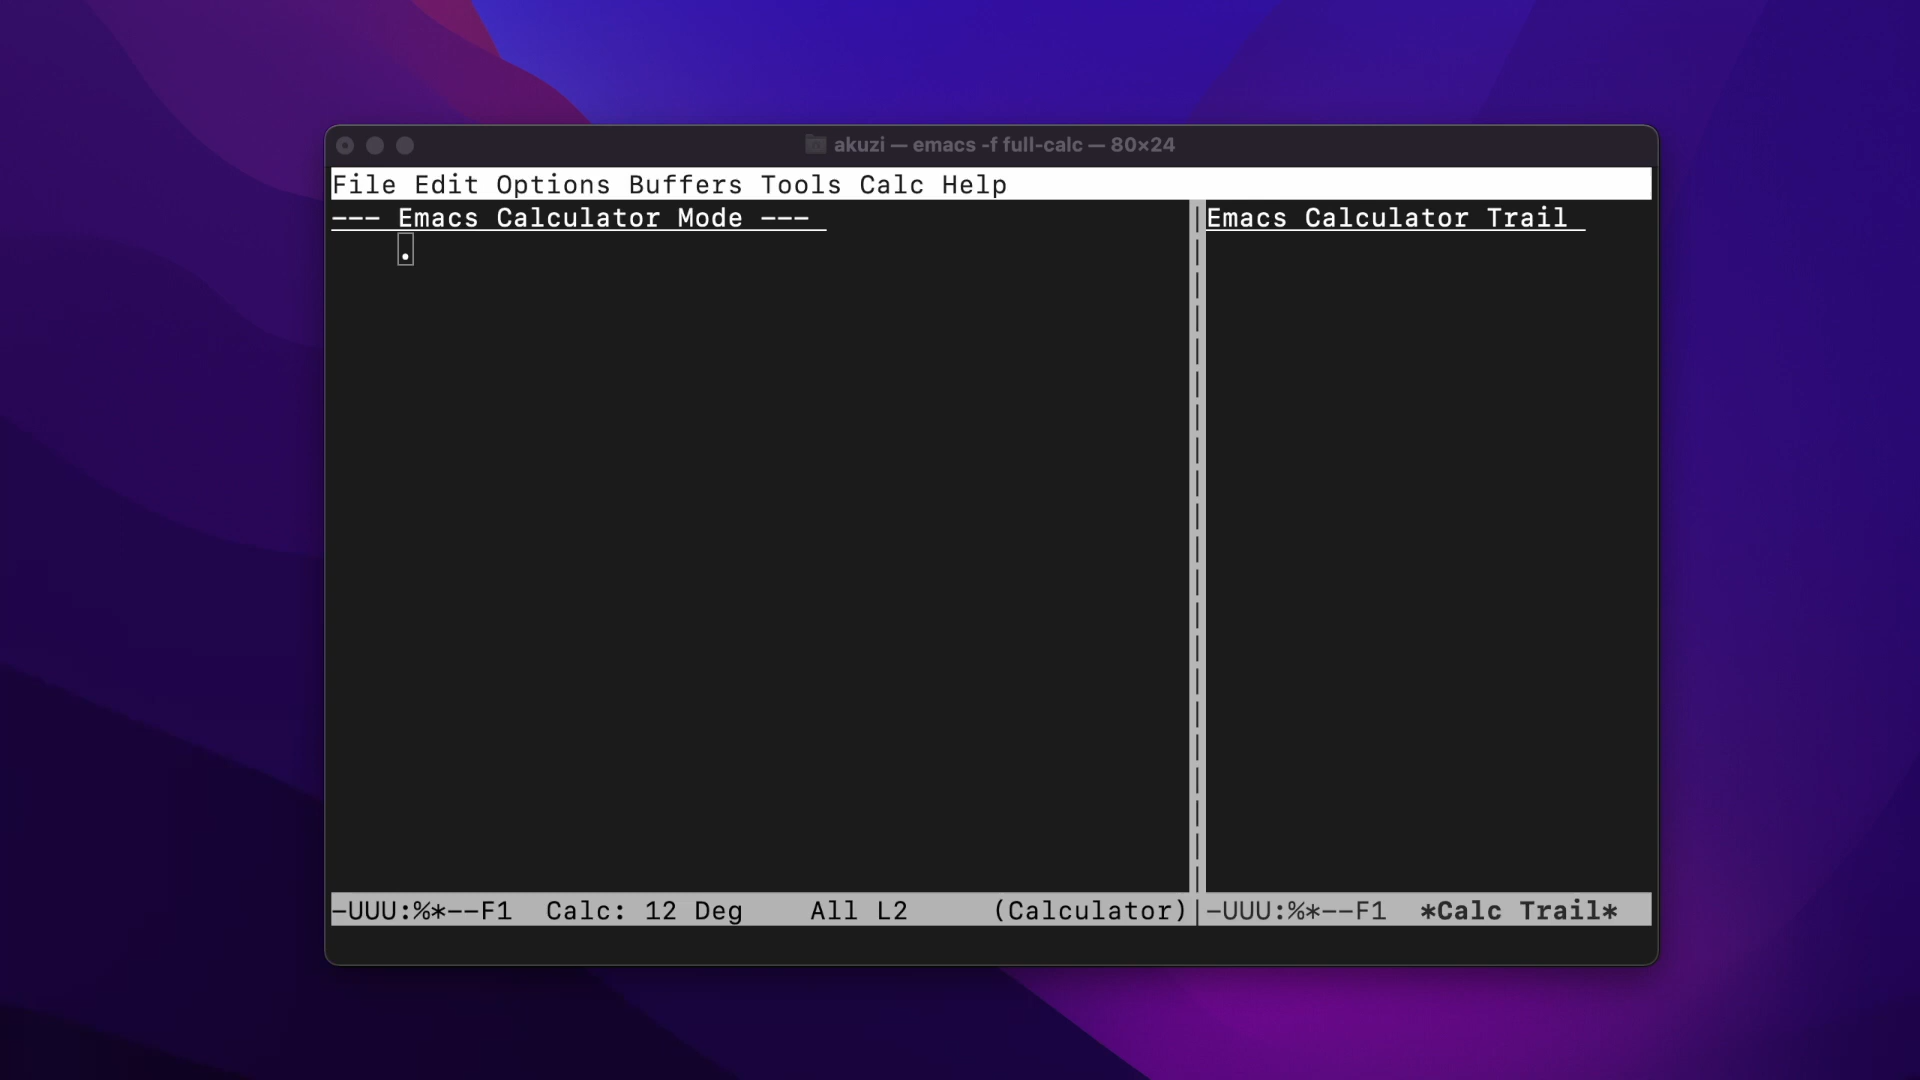 akuzi — emacs -f full-calc — 80×24
File Edit Options Buffers Tools Calc Help
--- Emacs Calculator Mode ---
Emacs Calculator Trail
.
-UUU:%*--F1  Calc: 12 Deg    All L2     (Calculator)
-UUU:%*--F1  *Calc Trail*